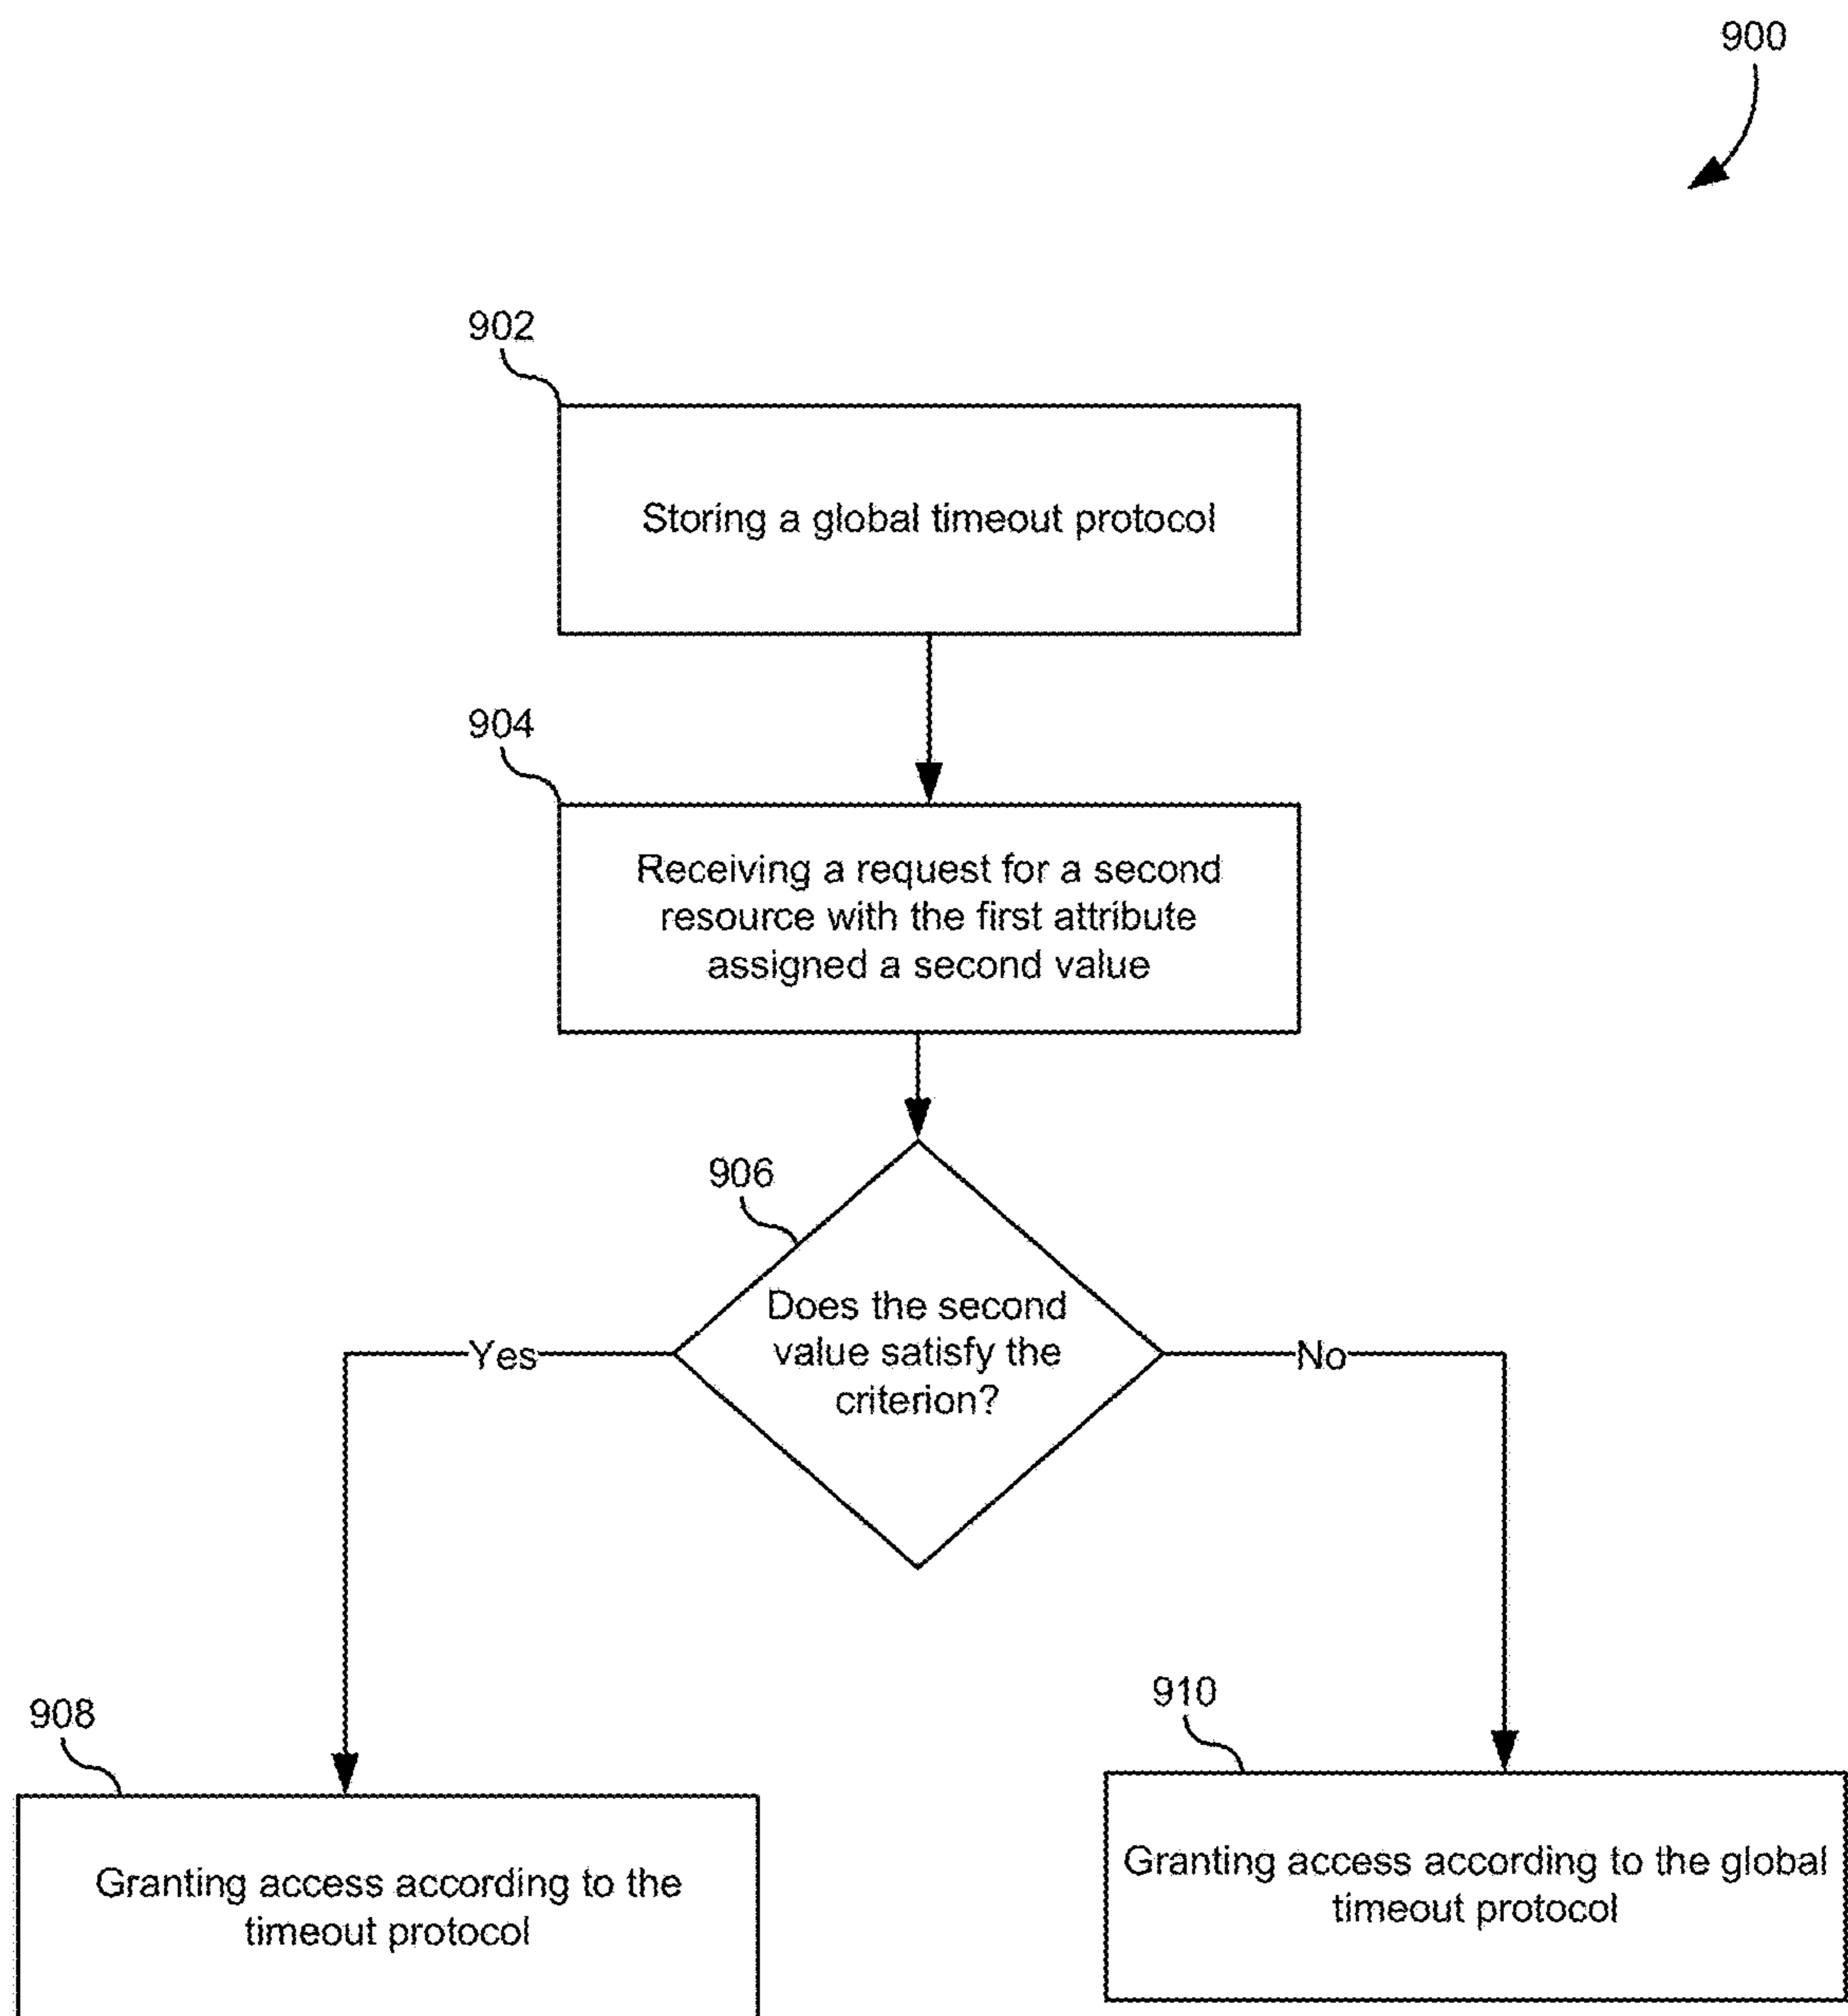 900
902
Storing a global timeout protocol
904
Receiving a request for a second
resource with the first attribute
assigned a second value
906
Does the second
value satisfy the
criterion?
Yes
No
908
910
Granting access according to the
timeout protocol
Granting access according to the global
timeout protocol